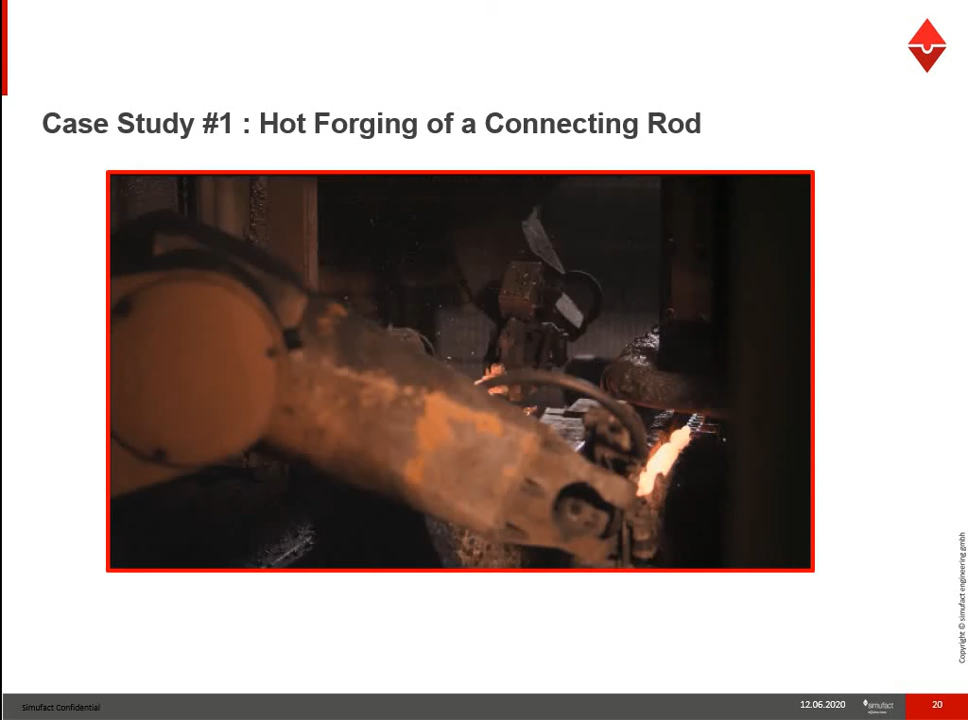 Case Study #1 : Hot Forging of a Connecting Rod
Copyright © simufact engineering gmbh
Simufact Confidential
12.06.2020
simufact
20